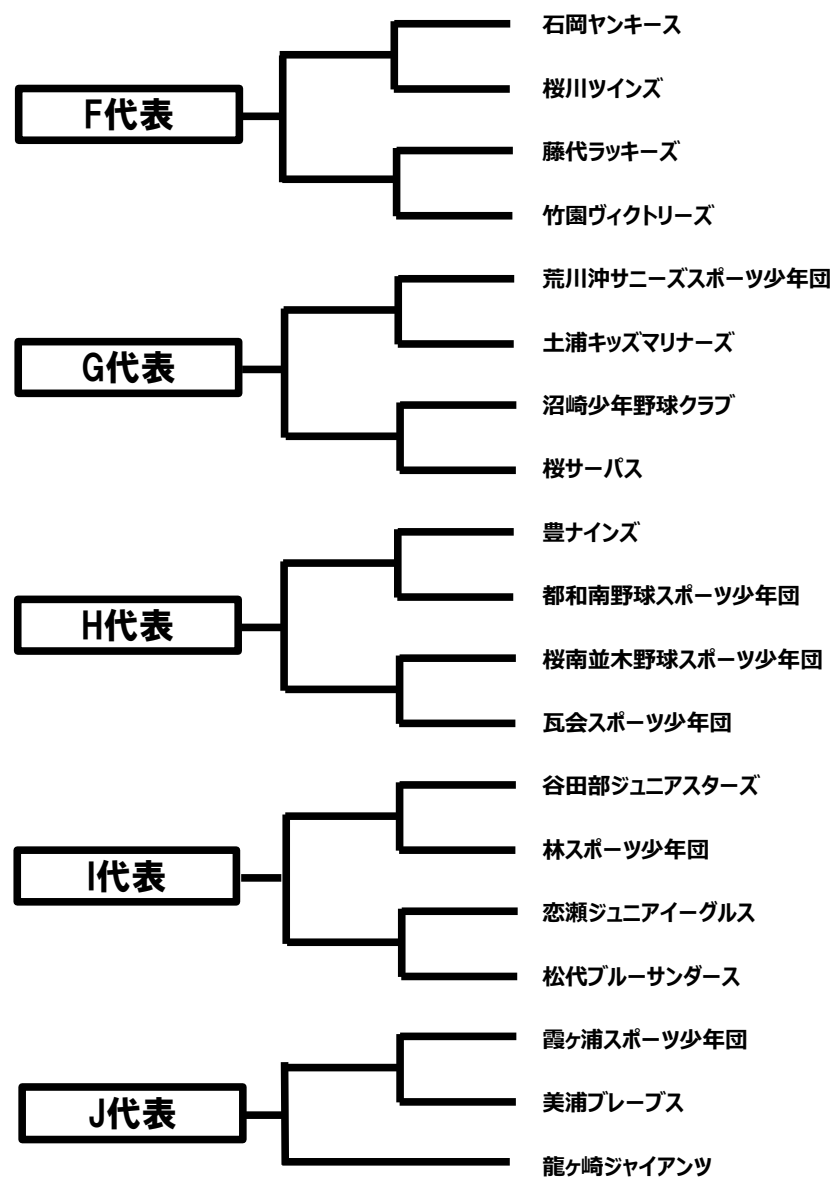 F代表
石岡ヤンキース
桜川ツインズ
藤代ラッキーズ
竹園ヴィクトリーズ
G代表
荒川沖サニーズスポーツ少年団
土浦キッズマリナーズ
沼崎少年野球クラブ
桜サーパス
H代表
豊ナインズ
都和南野球スポーツ少年団
桜南並木野球スポーツ少年団
瓦会スポーツ少年団
I代表
谷田部ジュニアスターズ
林スポーツ少年団
恋瀬ジュニアイーグルス
松代ブルーサンダース
J代表
霞ヶ浦スポーツ少年団
美浦ブレーブス
龍ヶ崎ジャイアンツ